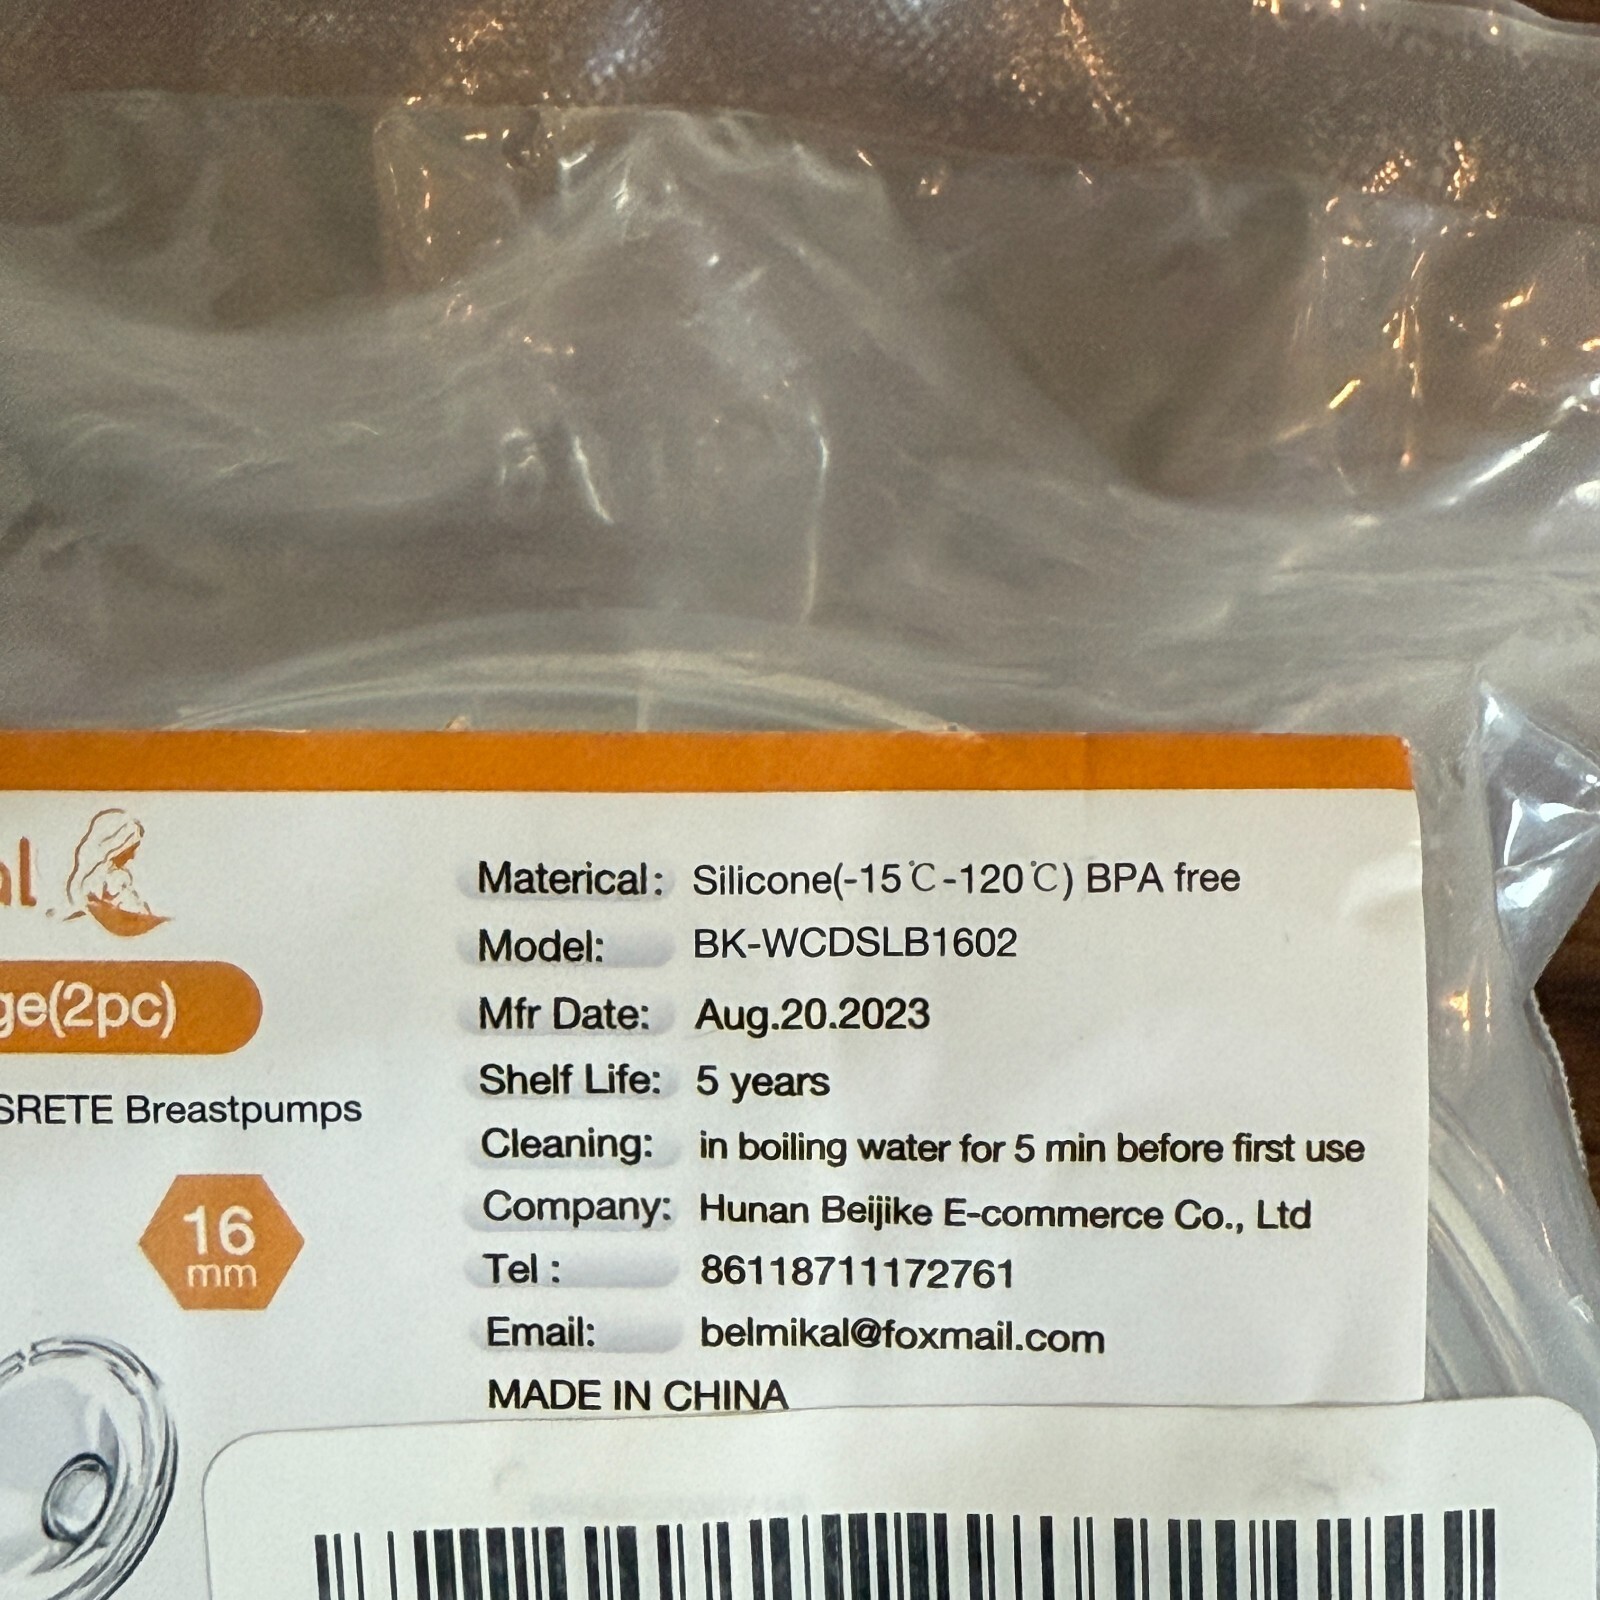 al
ge(2pc)
SRETE Breastpumps
16
mm
Materical: Silicone(-15℃-120℃) BPA free
Model: BK-WCDSLB1602
Mfr Date: Aug.20.2023
Shelf Life: 5 years
Cleaning: in boiling water for 5 min before first use
Company: Hunan Beijike E-commerce Co., Ltd
Tel : 8611871117 2761
Email: belmikal@foxmail.com
MADE IN CHINA